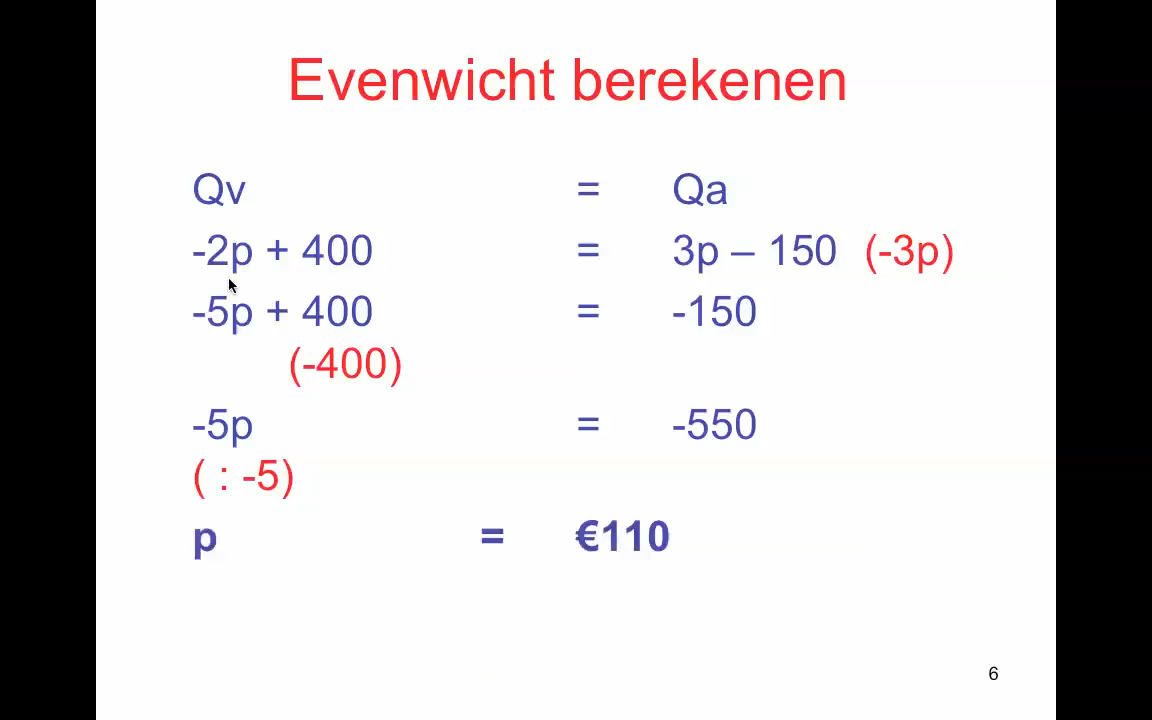 Evenwicht berekenen
Qv = Qa
-2p + 400 = 3p – 150 (-3p)
-5p + 400 = -150
(-400)
-5p = -550
( : -5)
p = €110
6